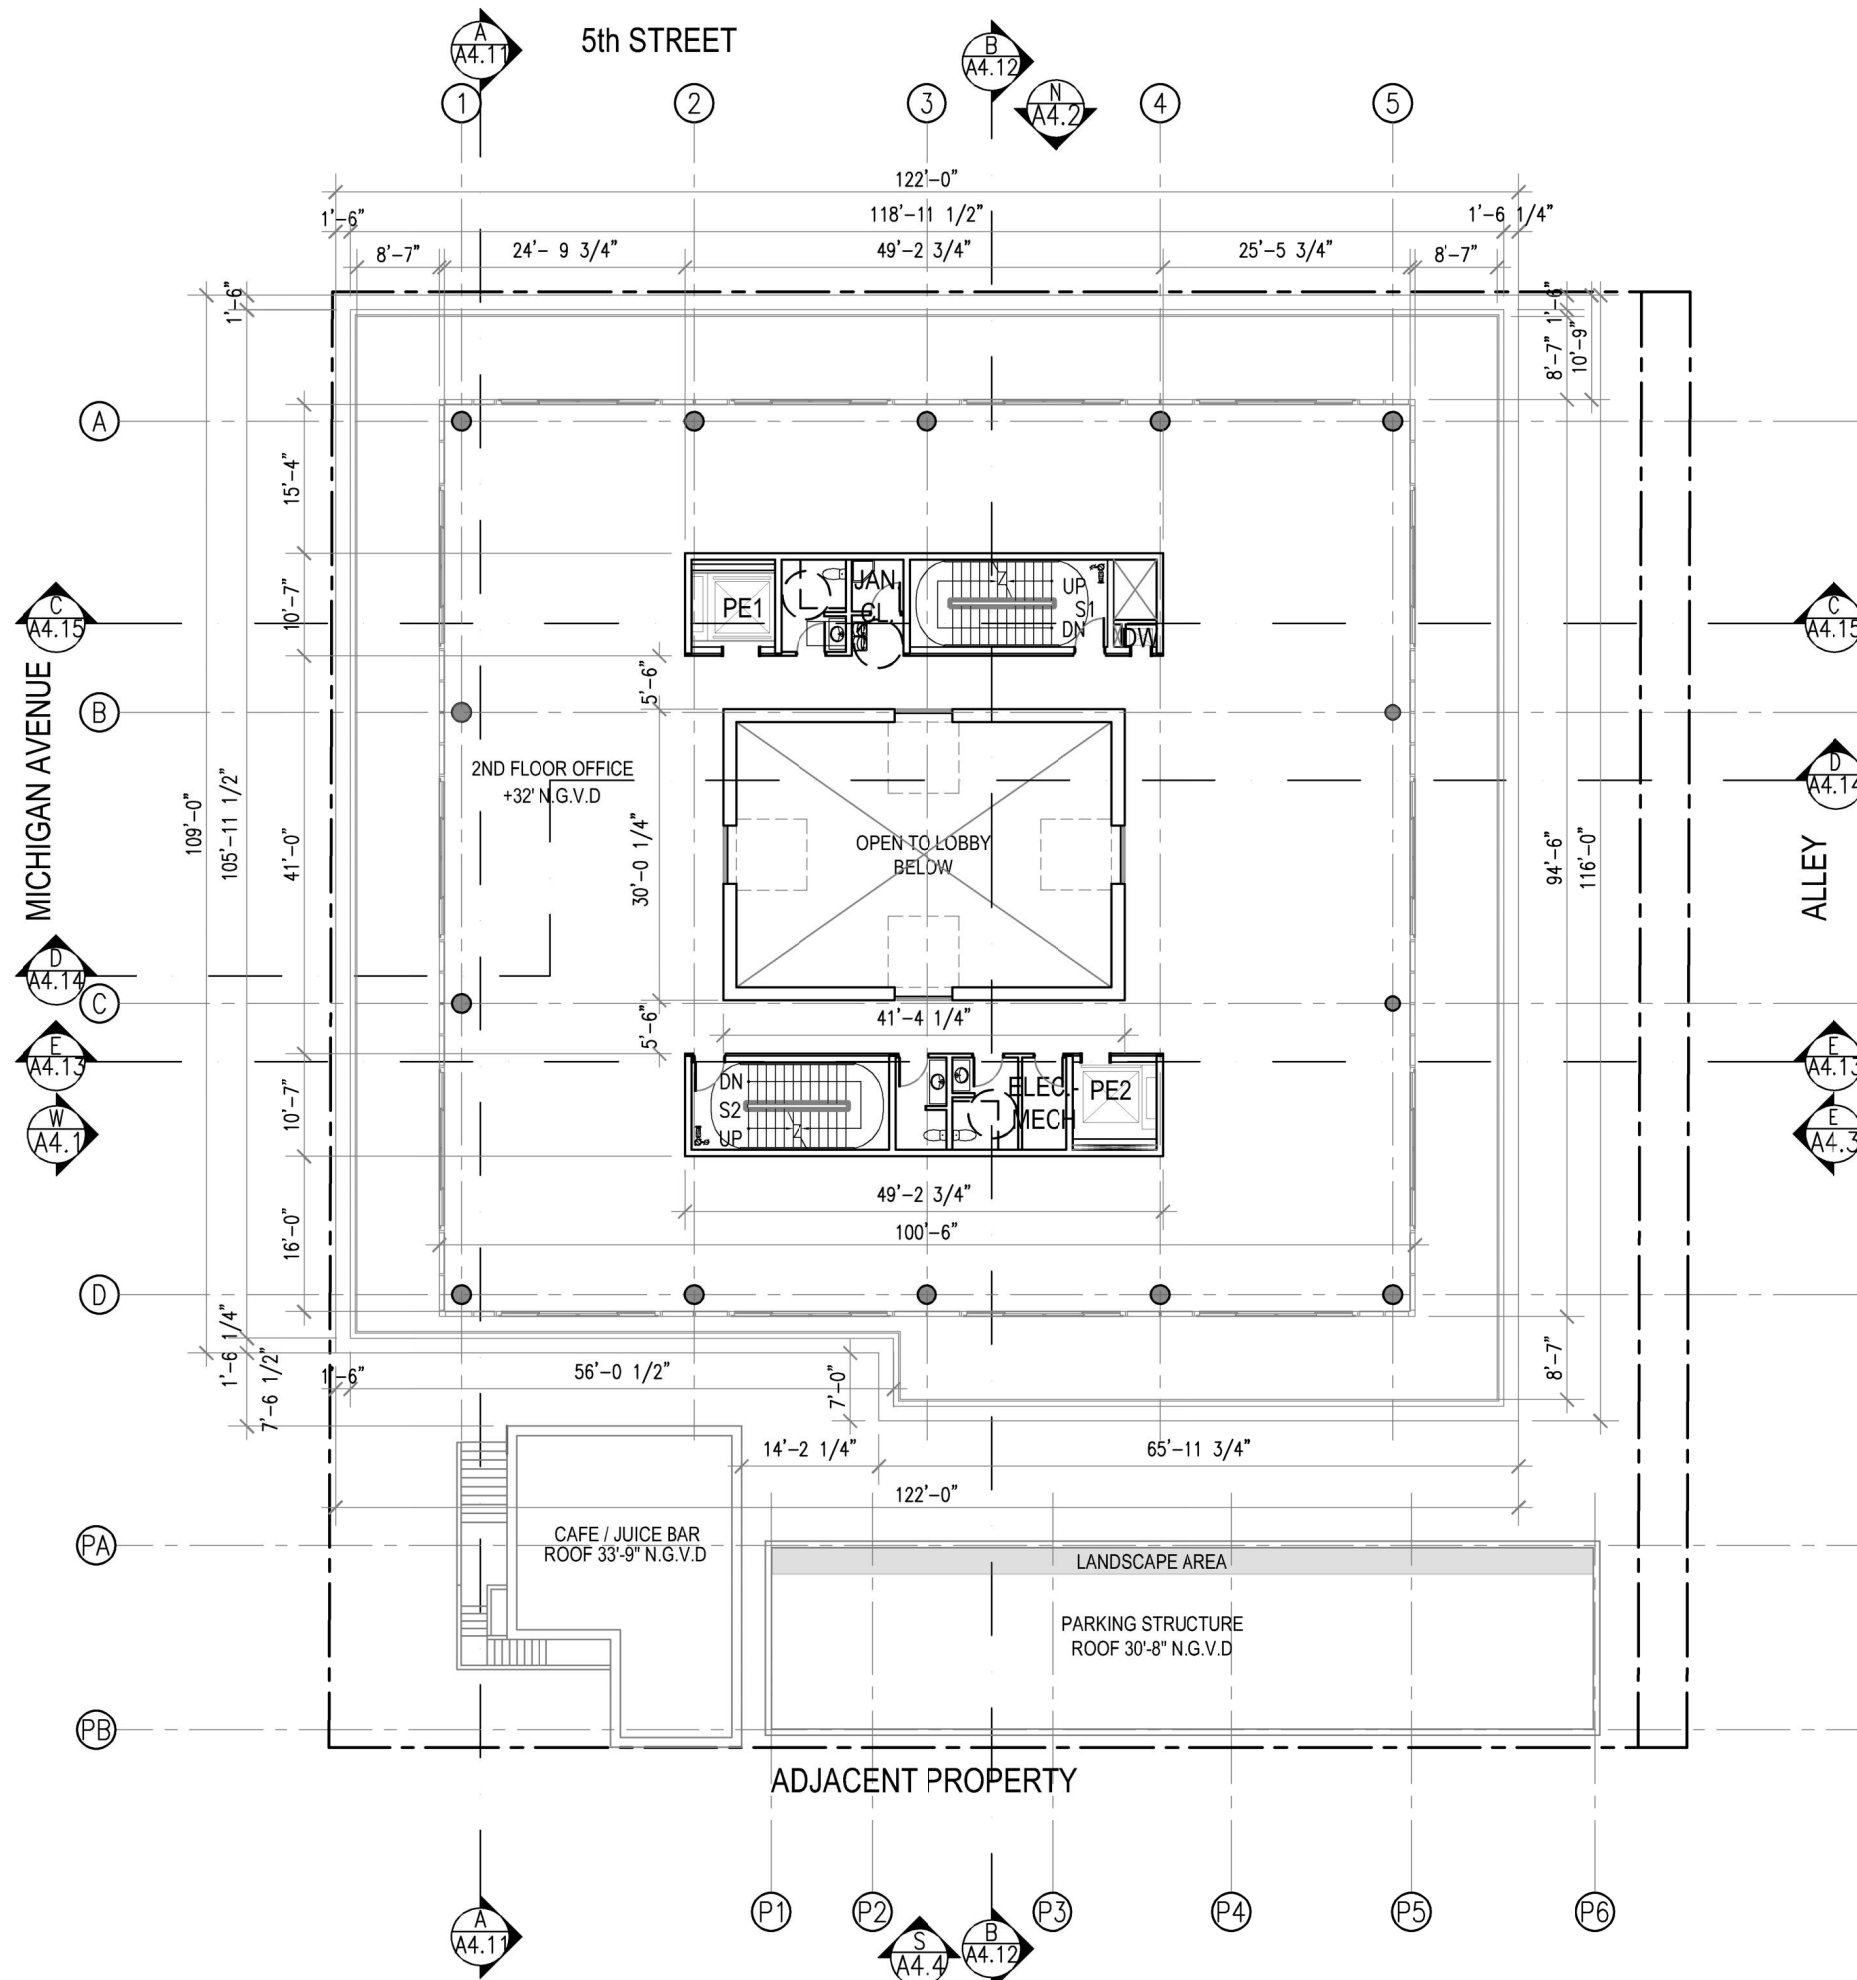 A
A4.11
5th STREET
B
A4.12
N
A4.2
1
2
3
4
5
122'-0"
1'-6"
118'-11 1/2"
1'-6 1/4"
8'-7"
24'- 9 3/4"
49'-2 3/4"
25'-5 3/4"
8'-7"
1'-6"
1'-6"
8'-7"
10'-9"
A
15'-4"
10'-7"
PE1
JAN.
CL.
UP
S1
DN
DW
C
A4.15
C
A4.15
MICHIGAN AVENUE
5'-6"
B
2ND FLOOR OFFICE
+32' N.G.V.D
D
A4.14
109'-0"
105'-11 1/2"
41'-0"
30'-0 1/4"
OPEN TO LOBBY
BELOW
94'-6"
116'-0"
ALLEY
D
A4.14
C
5'-6"
41'-4 1/4"
E
A4.13
E
A4.13
10'-7"
DN
S2
UP
ELEC.-
MECH
PE2
W
A4.1
E
A4.3
49'-2 3/4"
16'-0"
100'-6"
D
1'-6 1/4"
7'-6 1/2"
1'-6"
56'-0 1/2"
7'-0"
8'-7"
14'-2 1/4"
65'-11 3/4"
122'-0"
CAFE / JUICE BAR
ROOF 33'-9" N.G.V.D
PA
LANDSCAPE AREA
PARKING STRUCTURE
ROOF 30'-8" N.G.V.D
PB
ADJACENT PROPERTY
P1
P2
P3
P4
P5
P6
A
A4.11
S
A4.4
B
A4.12